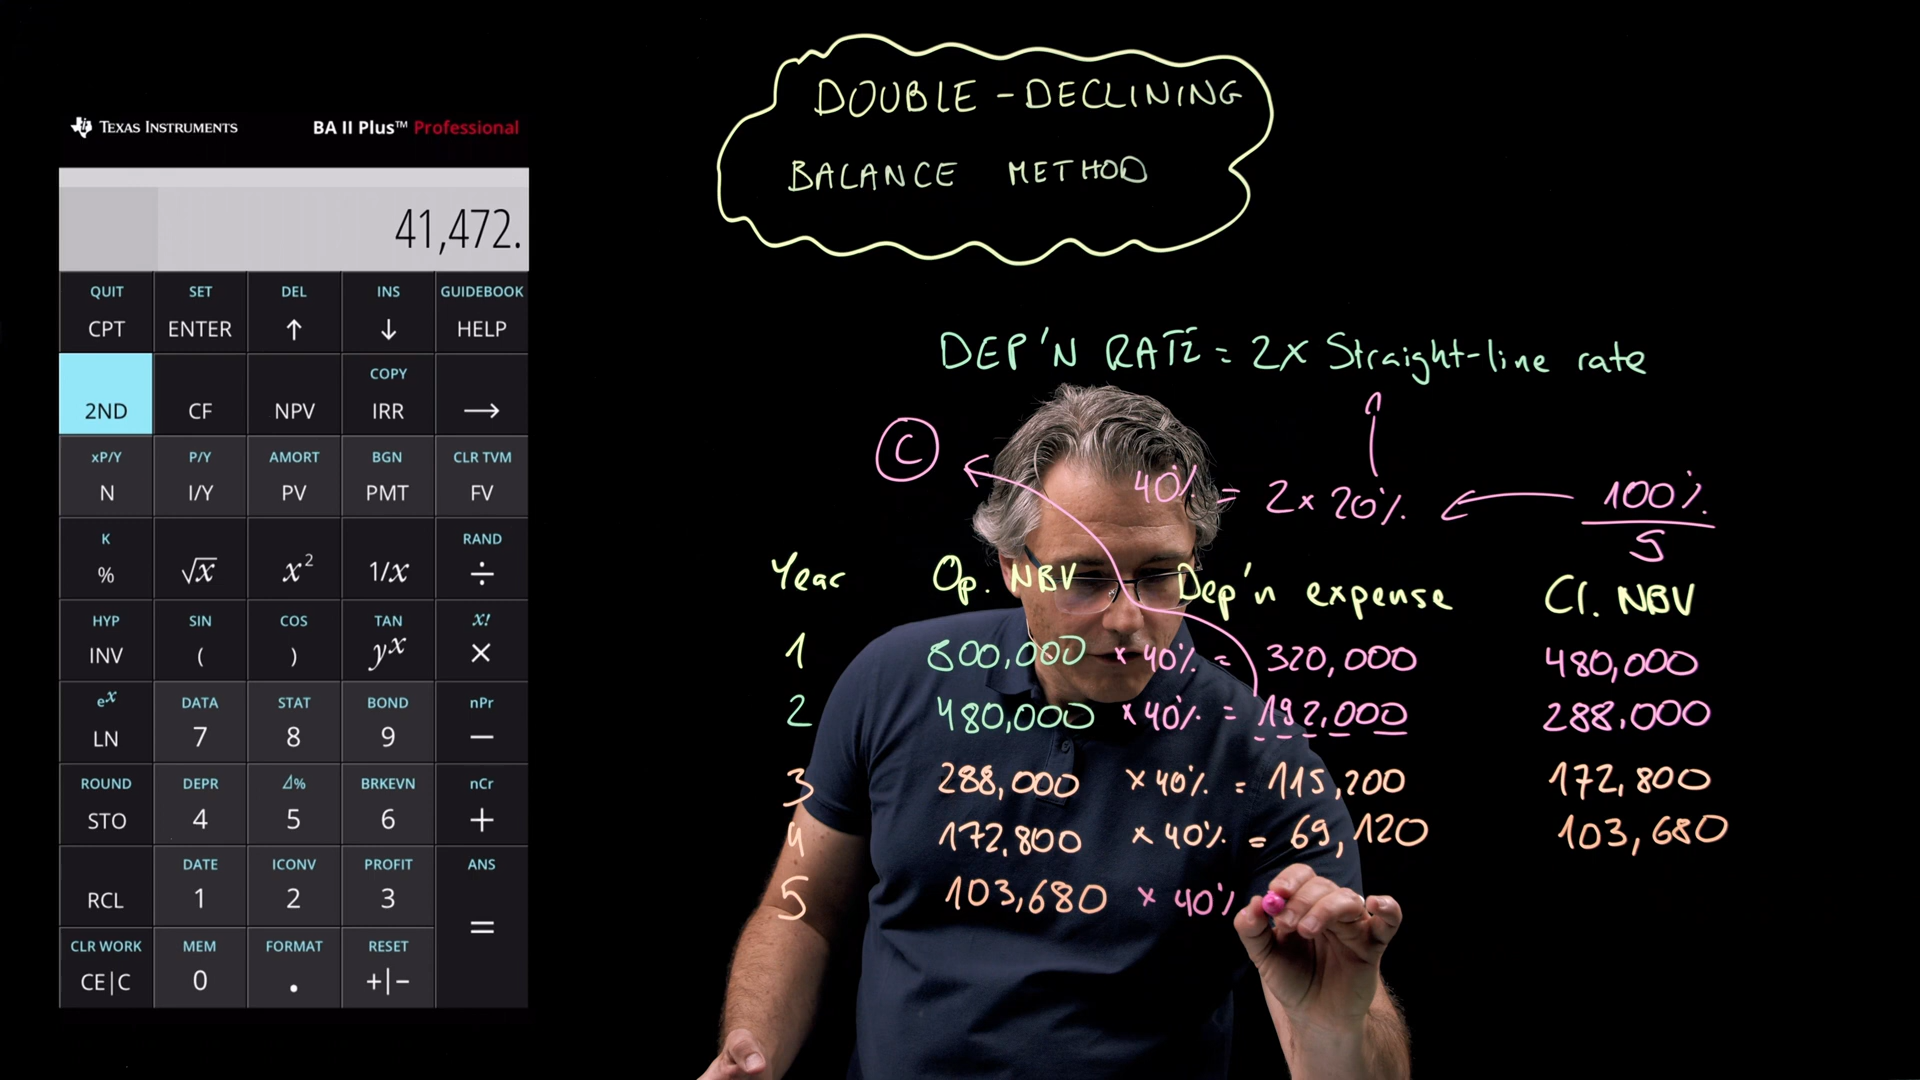 TEXAS INSTRUMENTS BA II Plus™ Professional
41,472.
QUIT SET DEL INS GUIDEBOOK
CPT ENTER ↑ ↓ HELP
COPY
2ND CF NPV IRR →
xP/Y P/Y AMORT BGN CLR TVM
N I/Y PV PMT FV
K RAND
% √x x² 1/x ÷
HYP SIN COS TAN x!
INV ( ) yˣ ×
eˣ DATA STAT BOND nPr
LN 7 8 9 −
ROUND DEPR Δ% BRKEVN nCr
STO 4 5 6 +
DATE ICONV PROFIT ANS
RCL 1 2 3 =
CLR WORK MEM FORMAT RESET
CE|C 0 . +|−
DOUBLE-DECLINING
BALANCE METHOD
DEP'N RATE = 2x Straight-line rate
C
40% = 2 x 20% ← 100% / 5
Year Op. NBV Dep'n expense Cl. NBV
1 800,000 x 40% = 320,000 480,000
2 480,000 x 40% = 192,000 288,000
3 288,000 x 40% = 115,200 172,800
4 172,800 x 40% = 69,120 103,680
5 103,680 x 40%